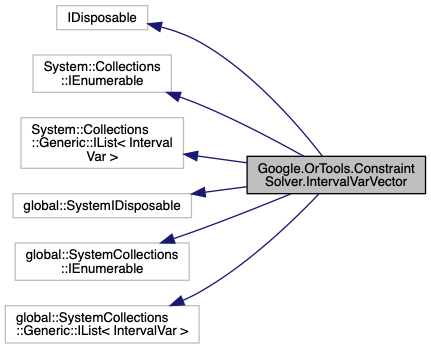 IDisposable
System::Collections
::IEnumerable
System::Collections
::Generic::IList< Interval
Var >
Google.OrTools.Constraint
Solver.IntervalVarVector
global::SystemIDisposable
global::SystemCollections
::IEnumerable
global::SystemCollections
::Generic::IList< IntervalVar >